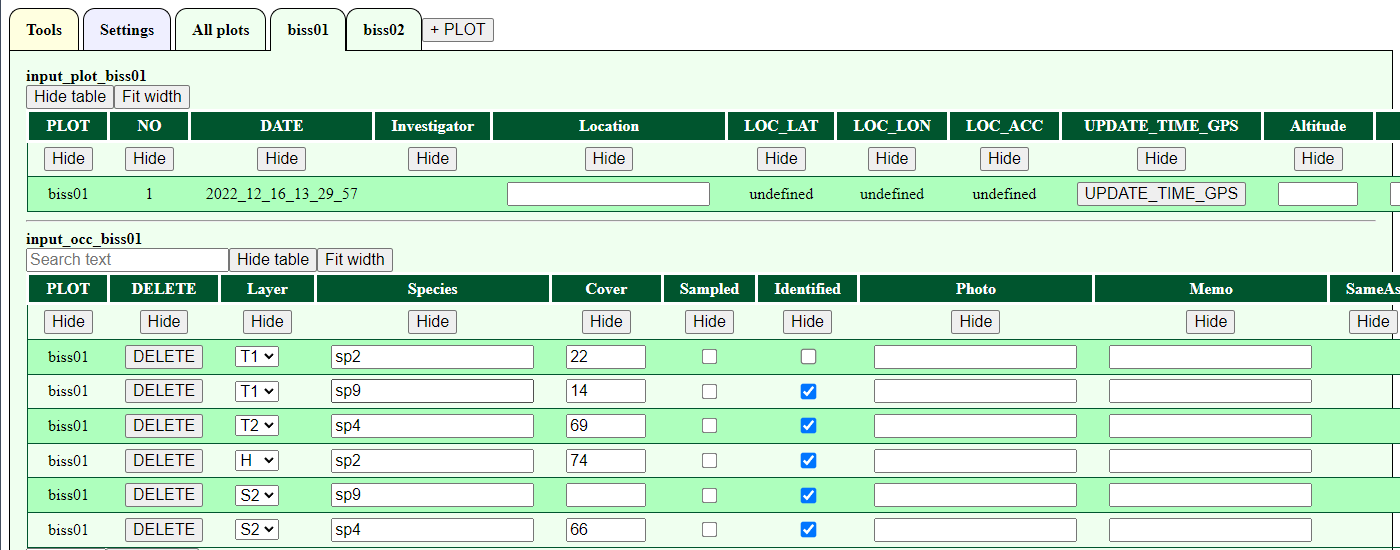 Tools Settings All plots biss01 biss02 + PLOT
input_plot_biss01
Hide table Fit width
PLOT NO DATE Investigator Location LOC_LAT LOC_LON LOC_ACC UPDATE_TIME_GPS Altitude
Hide Hide Hide Hide Hide Hide Hide Hide Hide Hide
biss01 1 2022_12_16_13_29_57 undefined undefined undefined UPDATE_TIME_GPS
input_occ_biss01
Search text Hide table Fit width
PLOT DELETE Layer Species Cover Sampled Identified Photo Memo SameAs
Hide Hide Hide Hide Hide Hide Hide Hide Hide Hide
biss01 DELETE T1 sp2 22
biss01 DELETE T1 sp9 14
biss01 DELETE T2 sp4 69
biss01 DELETE H sp2 74
biss01 DELETE S2 sp9
biss01 DELETE S2 sp4 66